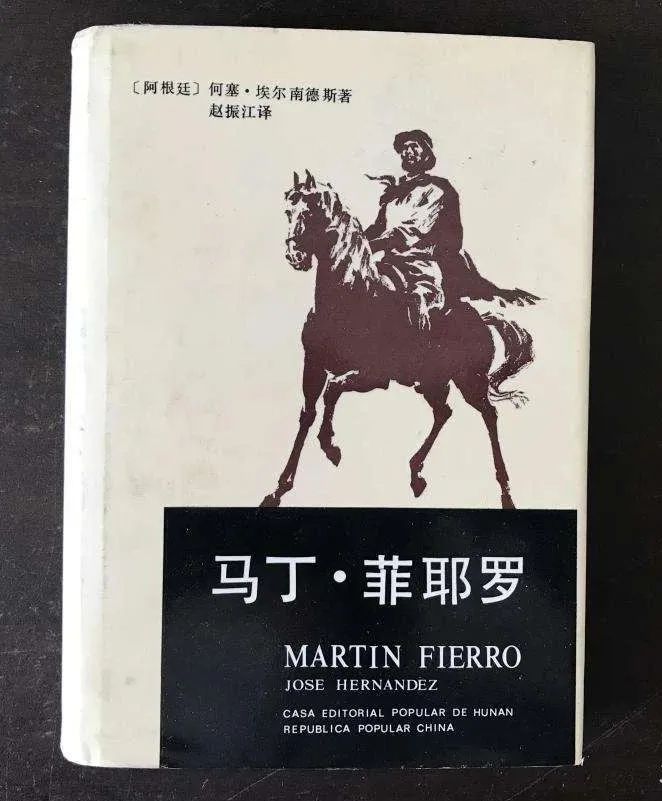 〔阿根廷〕何塞·埃尔南德斯著
赵振江译
马丁·菲耶罗
MARTIN FIERRO
JOSE HERNANDEZ
CASA EDITORIAL POPULAR DE HUNAN
REPUBLICA POPULAR CHINA